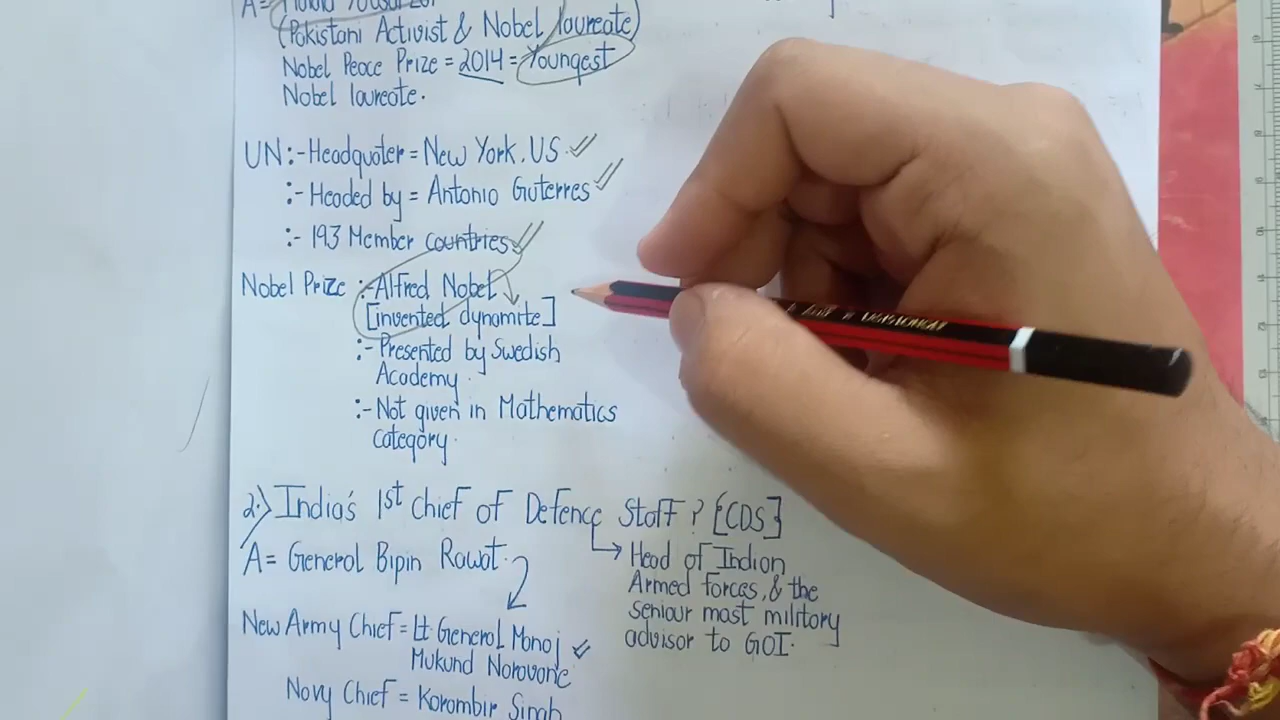 A= Malala Yousafzai
(Pakistani Activist & Nobel laureate)
Nobel Peace Prize = 2014 = Youngest
Nobel laureate.
UN:-Headquoter = New York, US.
:- Headed by = Antonio Guterres
:- 193 Member countries
Nobel Prize :-Alfred Nobel
[invented dynamite]
:- Presented by Swedish
Academy.
:- Not given in Mathematics
category.
2.) India's 1st Chief of Defence Staff ? [CDS]
A= General Bipin Rawat.
Head of Indian
Armed forces, & the
seniour most military
advisor to GOI.
New Army Chief = Lt General Manoj
Mukund Naravane
Navy Chief = Karambir Singh